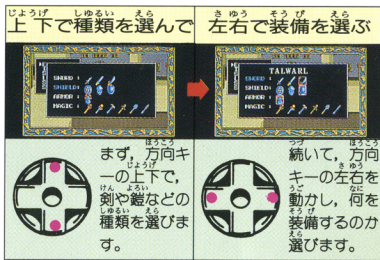 上下で種類を選んで
SWORD :
SHIELD:
ARMOR :
MAGIC :
まず，方向キ
ーの上下で，
剣や鎧などの
種類を選びま
す。
左右で装備を選ぶ
TALWARL
SWORD :
SHIELD:
ARMOR :
MAGIC :
続いて，方向
キーの左右を
動かし，何を
装備するのか
選びます。